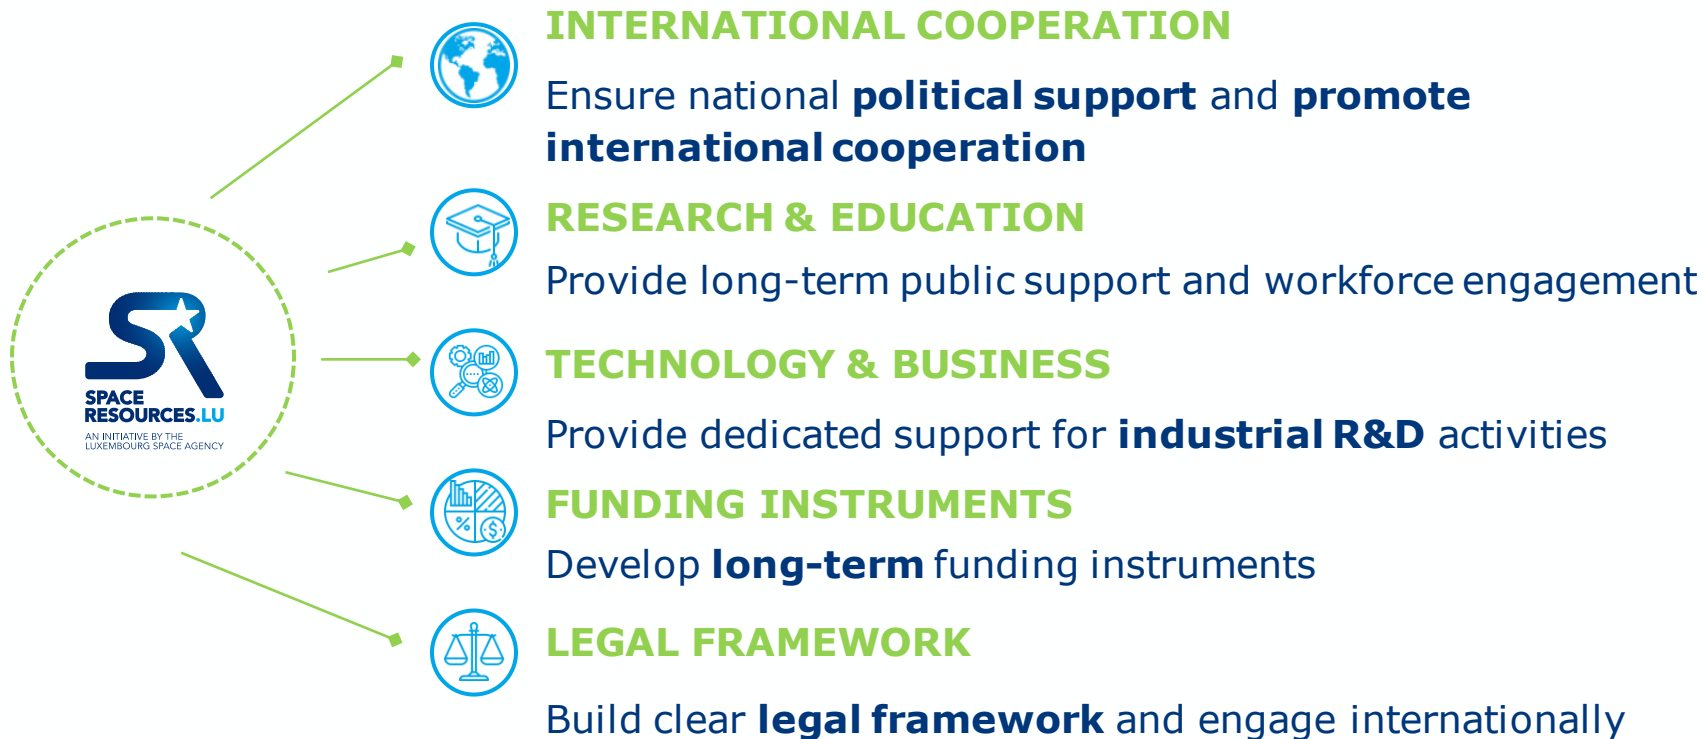 INTERNATIONAL COOPERATION
Ensure national political support and promote
international cooperation
RESEARCH & EDUCATION
Provide long-term public support and workforce engagement
SR
SPACE
RESOURCES.LU
AN INITIATIVE BY THE
LUXEMBOURG SPACE AGENCY
TECHNOLOGY & BUSINESS
Provide dedicated support for industrial R&D activities
FUNDING INSTRUMENTS
% $
Develop long-term funding instruments
LEGAL FRAMEWORK
Build clear legal framework and engage internationally